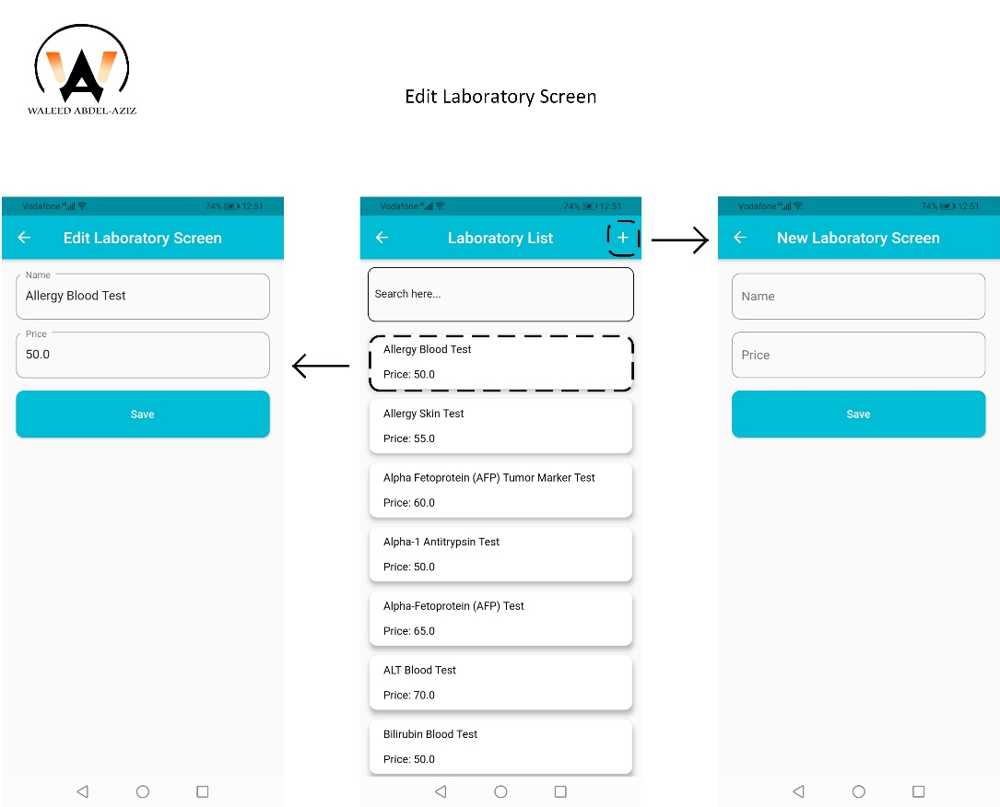 WALEED ABDEL-AZIZ
Edit Laboratory Screen
Vodafone 74% 12:51
Edit Laboratory Screen
Name
Allergy Blood Test
Price
50.0
Save
Vodafone 74% 12:51
Laboratory List
Search here...
Allergy Blood Test
Price: 50.0
Allergy Skin Test
Price: 55.0
Alpha Fetoprotein (AFP) Tumor Marker Test
Price: 60.0
Alpha-1 Antitrypsin Test
Price: 50.0
Alpha-Fetoprotein (AFP) Test
Price: 65.0
ALT Blood Test
Price: 70.0
Bilirubin Blood Test
Price: 50.0
Vodafone 74% 12:51
New Laboratory Screen
Name
Price
Save